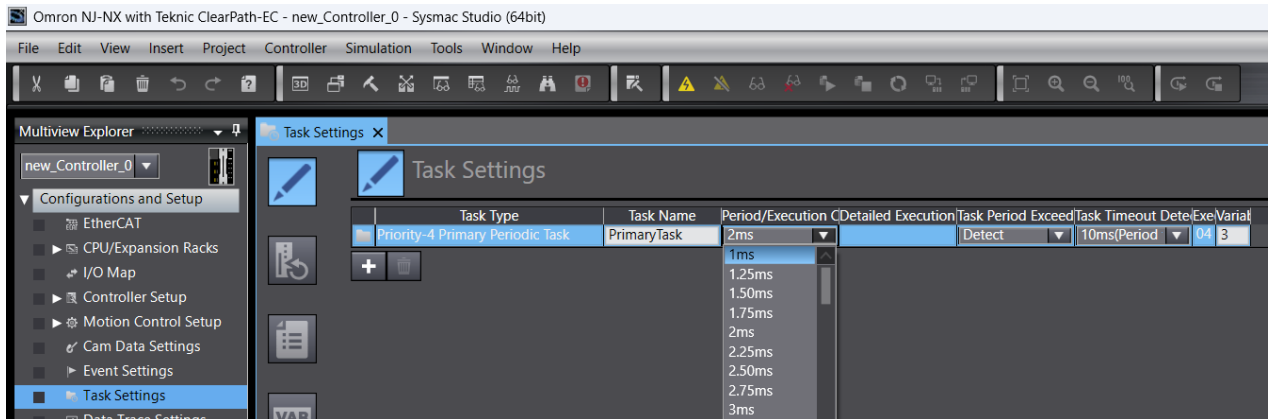 Omron NJ-NX with Teknic ClearPath-EC - new_Controller_0 - Sysmac Studio (64bit)
File Edit View Insert Project Controller Simulation Tools Window Help
3D
100%
Multiview Explorer
Task Settings
new_Controller_0
Task Settings
Configurations and Setup
EtherCAT
CPU/Expansion Racks
I/O Map
Controller Setup
Motion Control Setup
Cam Data Settings
Event Settings
Task Settings
Data Trace Settings
VAR
Task Type Task Name Period/Execution C Detailed Execution Task Period Exceed Task Timeout Dete Exe Variab
Priority-4 Primary Periodic Task PrimaryTask 2ms Detect 10ms(Period 04 3
1ms
1.25ms
1.50ms
1.75ms
2ms
2.25ms
2.50ms
2.75ms
3ms